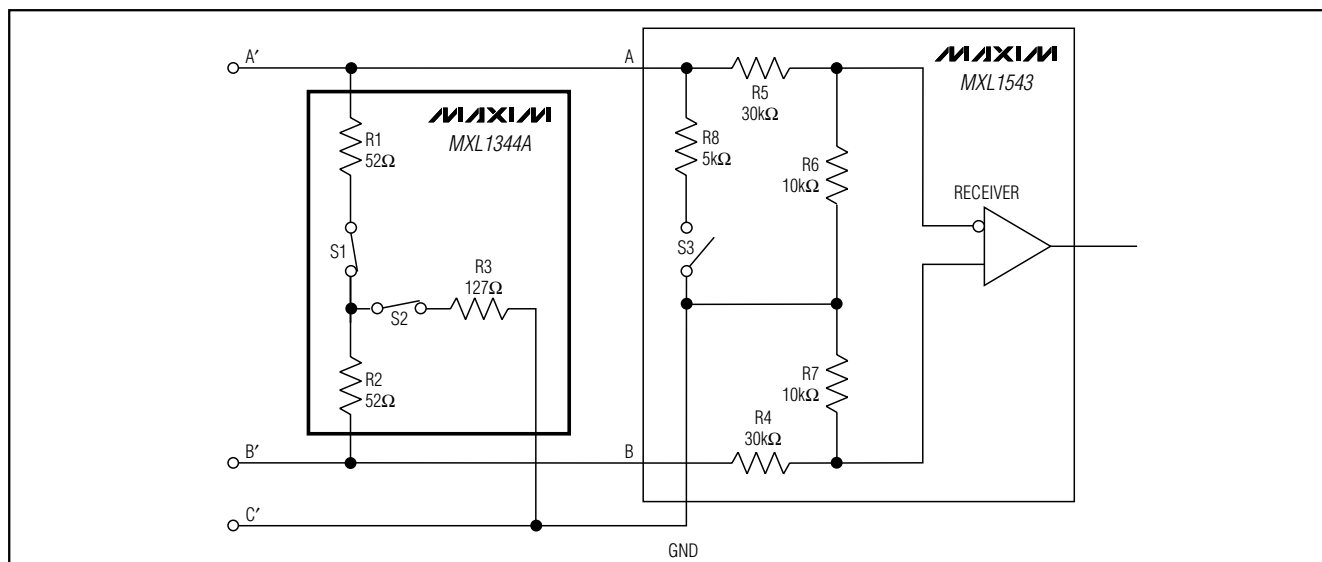 A′
A
MAXIM
MXL1543
R5
30kΩ
MAXIM
MXL1344A
R1
52Ω
R8
5kΩ
R6
10kΩ
RECEIVER
S1
S3
R3
127Ω
S2
R2
52Ω
R7
10kΩ
R4
30kΩ
B′
B
C′
GND